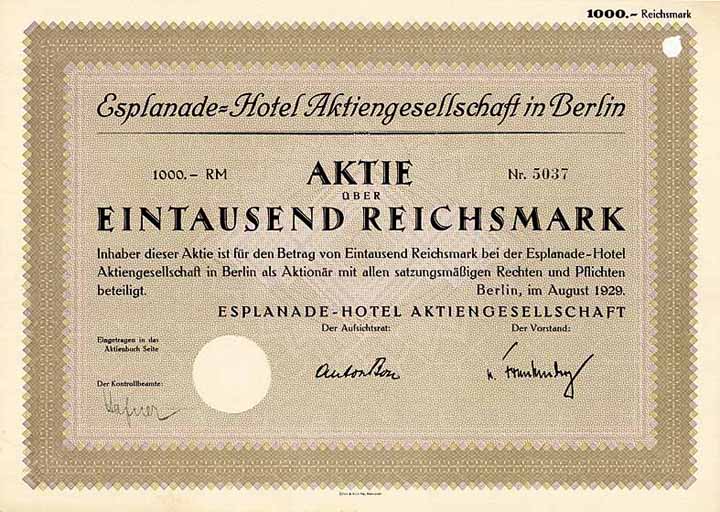 1000.– Reichsmark
Esplanade=Hotel Aktiengesellschaft in Berlin
1000.– RM AKTIE Nr. 5037
ÜBER
EINTAUSEND REICHSMARK
Inhaber dieser Aktie ist für den Betrag von Eintausend Reichsmark bei der Esplanade-Hotel
Aktiengesellschaft in Berlin als Aktionär mit allen satzungsmäßigen Rechten und Pflichten
beteiligt. Berlin, im August 1929.
ESPLANADE-HOTEL AKTIENGESELLSCHAFT
Der Aufsichtsrat: Der Vorstand:
Eingetragen in das
Aktienbuch Seite
Anton Bon
Der Kontrollbeamte: